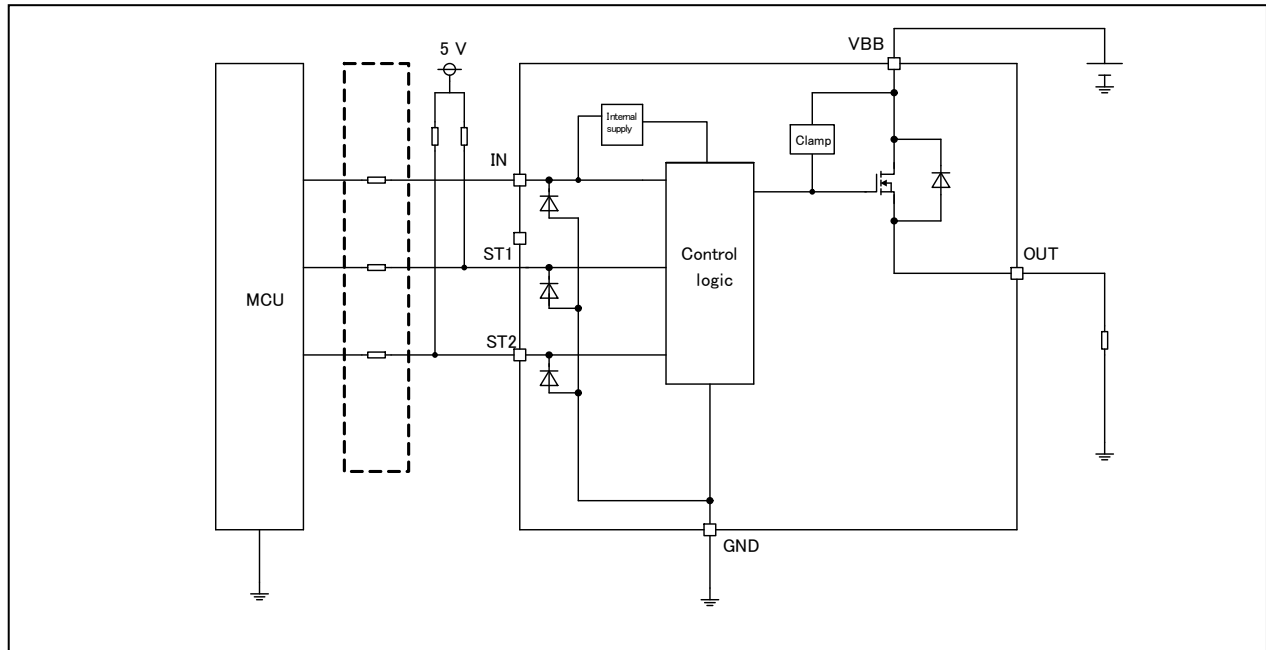 5 V
VBB
Internal
supply
IN
Clamp
ST1
Control
logic
OUT
MCU
ST2
GND